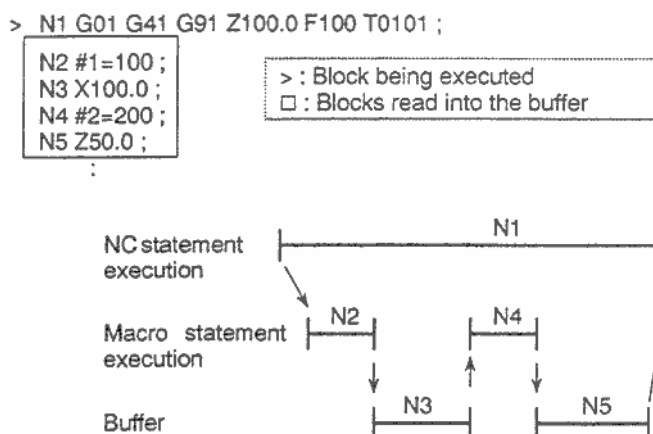 > N1 G01 G41 G91 Z100.0 F100 T0101 ;
N2 #1=100 ;
N3 X100.0 ;
N4 #2=200 ;
N5 Z50.0 ;
:
> : Block being executed
□ : Blocks read into the buffer
N1
NC statement
execution
N2
N4
Macro statement
execution
N3
N5
Buffer